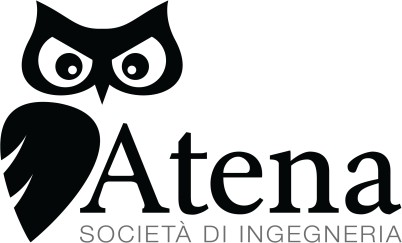 Atena
SOCIETÀ DI INGEGNERIA